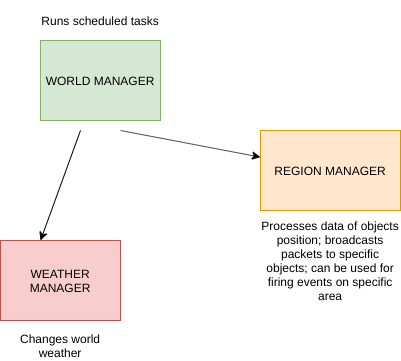 Runs scheduled tasks
WORLD MANAGER
REGION MANAGER
Processes data of objects
position; broadcasts
packets to specific
objects; can be used for
firing events on specific
area
WEATHER
MANAGER
Changes world
weather